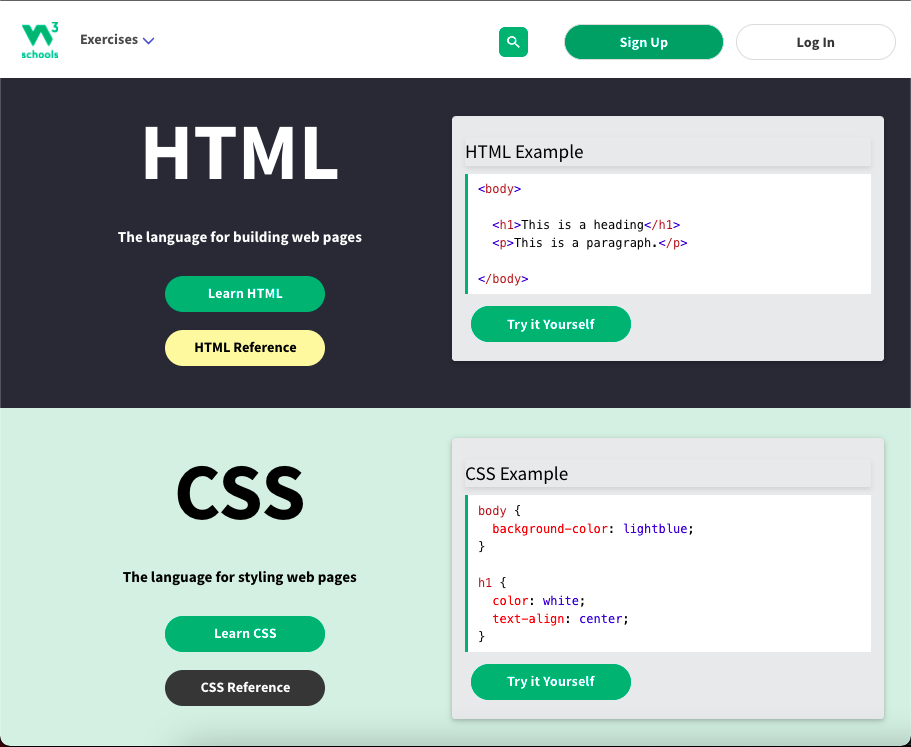 W3
schools
Exercises
Sign Up
Log In
HTML
The language for building web pages
Learn HTML
HTML Reference
HTML Example
<body>
<h1>This is a heading</h1>
<p>This is a paragraph.</p>
</body>
Try it Yourself
CSS
The language for styling web pages
Learn CSS
CSS Reference
CSS Example
body {
background-color: lightblue;
}
h1 {
color: white;
text-align: center;
}
Try it Yourself